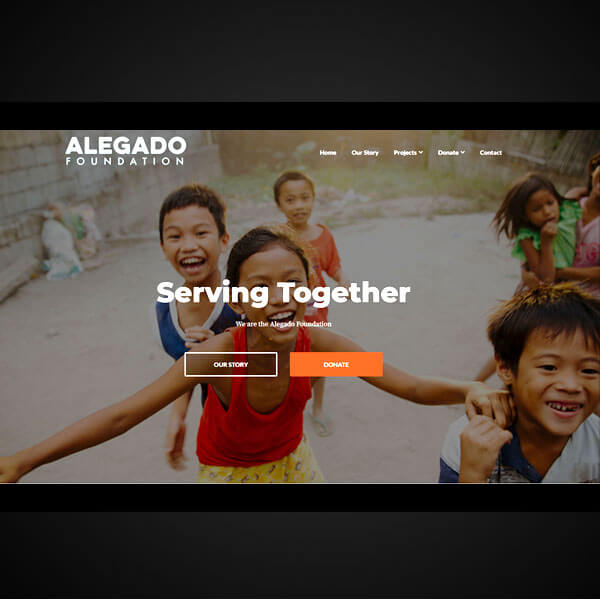 ALEGADO
FOUNDATION
Home Our Story Projects Donate Contact
Serving Together
We are the Alegado Foundation
OUR STORY DONATE